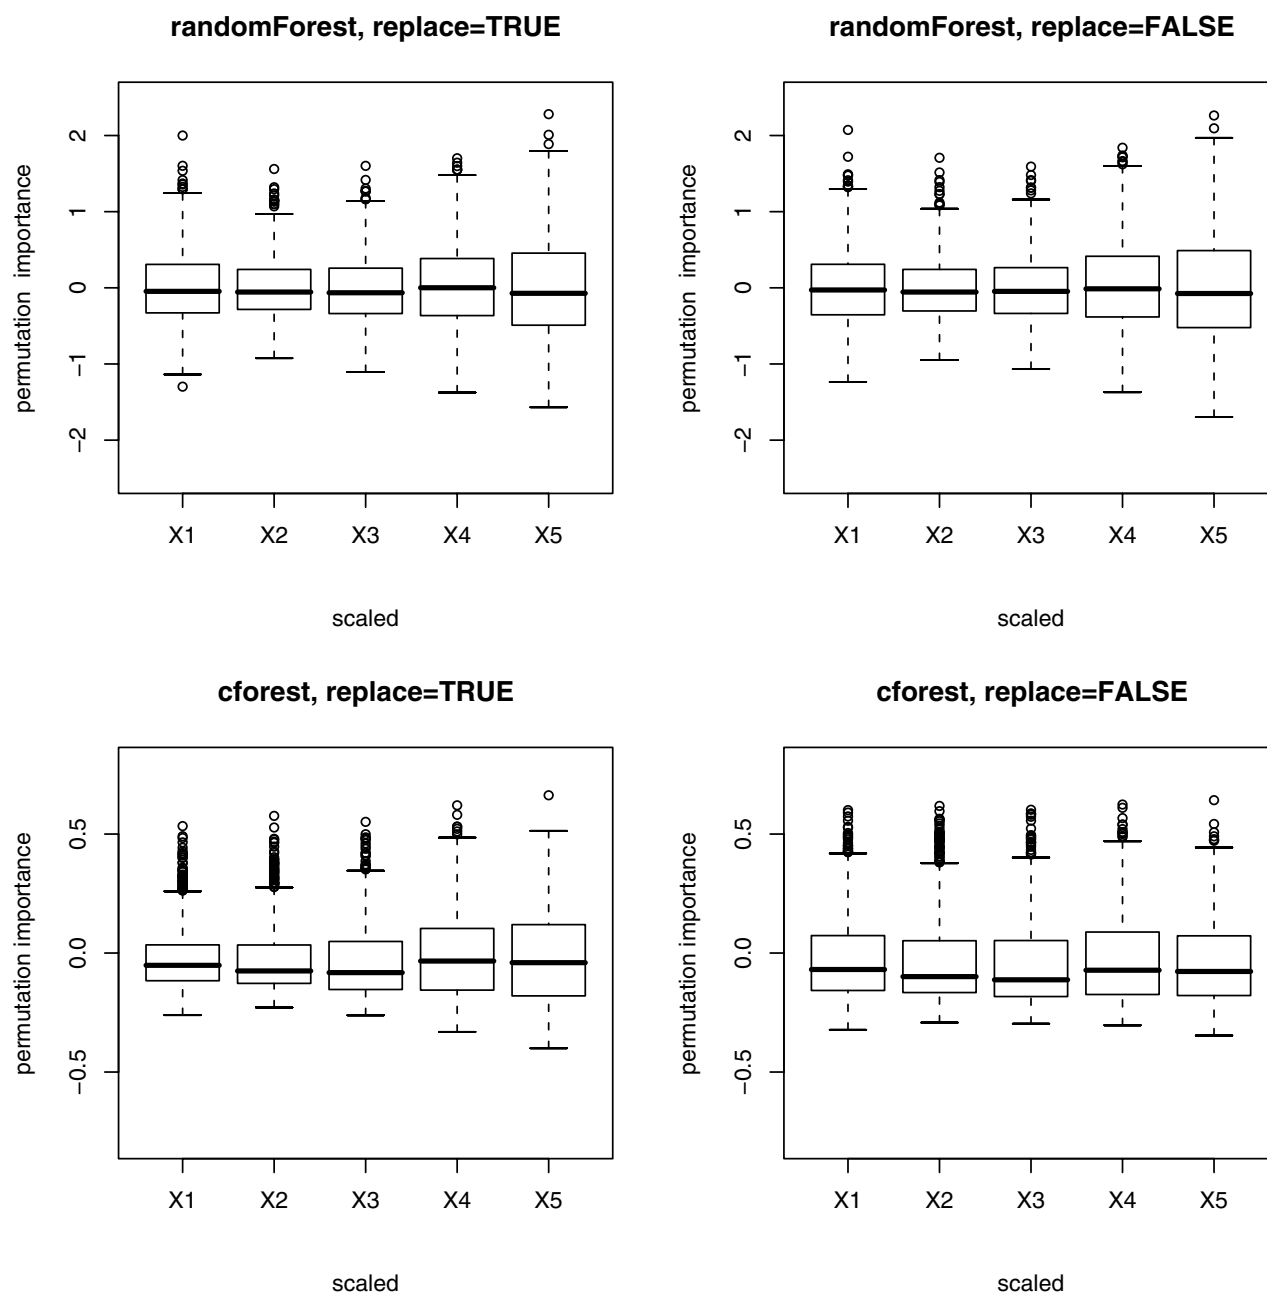 randomForest, replace=TRUE
permutation importance
2
1
0
−1
−2
X1 X2 X3 X4 X5
scaled
randomForest, replace=FALSE
permutation importance
2
1
0
−1
−2
X1 X2 X3 X4 X5
scaled
cforest, replace=TRUE
permutation importance
0.5
0.0
−0.5
X1 X2 X3 X4 X5
scaled
cforest, replace=FALSE
permutation importance
0.5
0.0
−0.5
X1 X2 X3 X4 X5
scaled